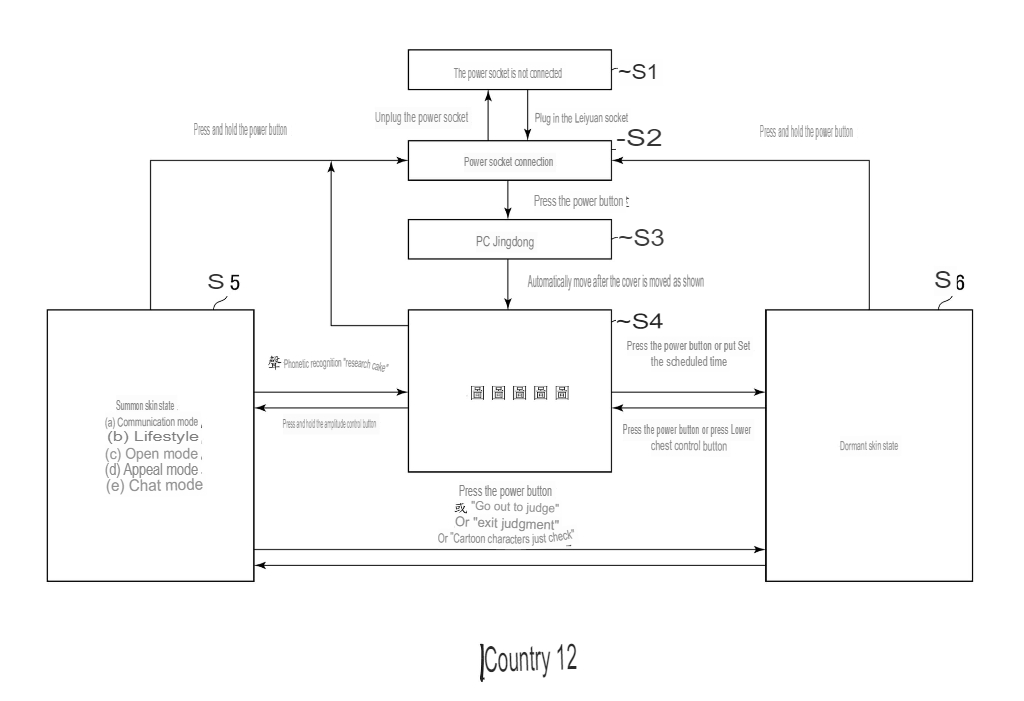 The power socket is not connected
~S1
Unplug the power socket
Plug in the Leiyuan socket
Press and hold the power button
Press and hold the power button
-S2
Power socket connection
Press the power button
PC Jingdong
~S3
Automatically move after the cover is moved as shown
S5
S6
~S4
Press the power button or put Set
the scheduled time
聲 Phonetic recognition "research cake"
圖圖圖圖圖
Press and hold the amplitude control button
Press the power button or press Lower
chest control button
Summon skin state
(a) Communication mode
(b) Lifestyle
(c) Open mode
(d) Appeal mode
(e) Chat mode
Dormant skin state
Press the power button
或 "Go out to judge"
Or "exit judgment"
Or "Cartoon characters just check"
Country 12